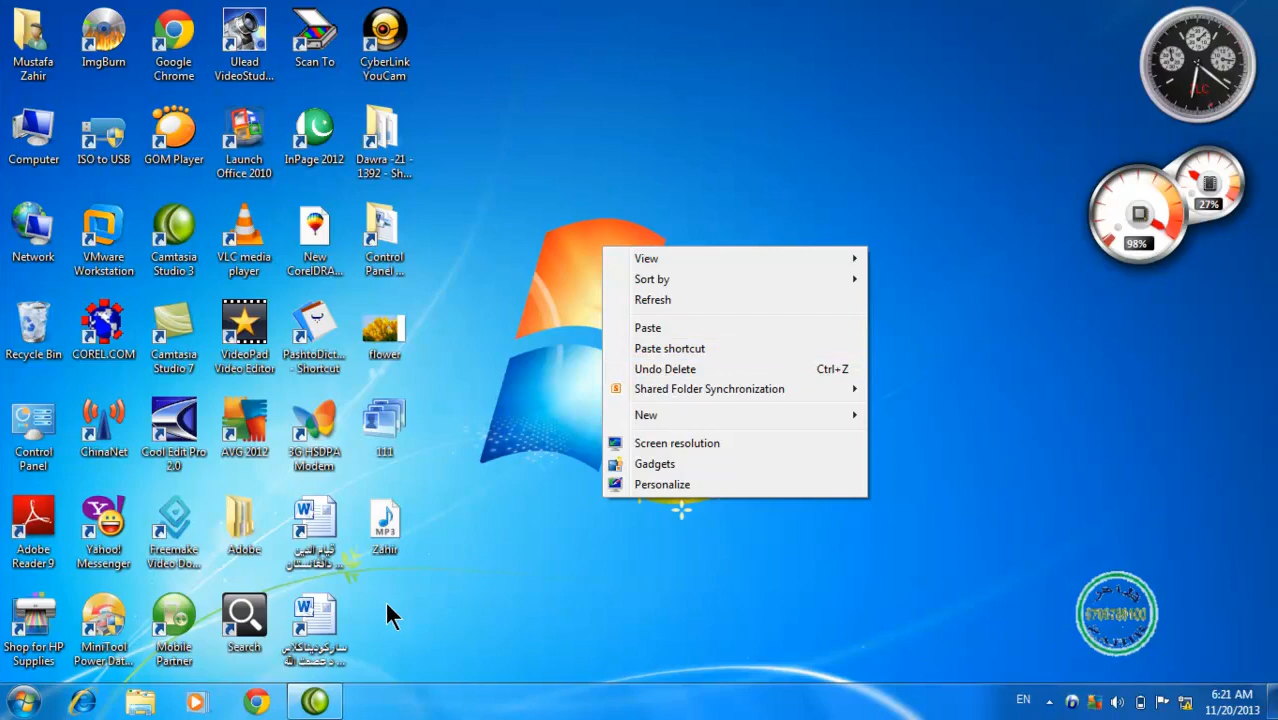 Mustafa
Zahir
ImgBurn
Google
Chrome
Ulead
VideoStud...
Scan To
CyberLink
YouCam
Computer
ISO to USB
GOM Player
Launch
Office 2010
InPage 2012
Dawra -21
1392 - Sh...
Network
VMware
Workstation
Camtasia
Studio 3
VLC media
player
New
CorelDRA...
Control
Panel ...
Recycle Bin
COREL.COM
Camtasia
Studio 7
VideoPad
Video Editor
PashtoDict...
- Shortcut
flower
Control
Panel
ChinaNet
Cool Edit Pro
2.0
AVG 2012
3G HSDPA
Modem
111
Adobe
Reader 9
Yahoo!
Messenger
Freemake
Video Do...
Adobe
قیام الدین
... دافغانستان
MP3
Zahir
Shop for HP
Supplies
MiniTool
Power Dat...
Mobile
Partner
Search
View
Sort by
Refresh
Paste
Paste shortcut
Undo Delete Ctrl+Z
Shared Folder Synchronization
New
Screen resolution
Gadgets
Personalize
98%
27%
EN
6:21 AM
11/20/2013